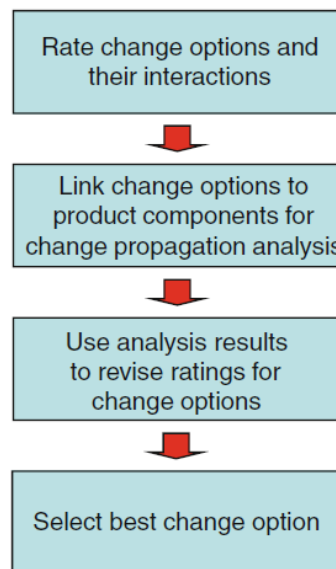 Rate change options and
their interactions
Link change options to
product components for
change propagation analysis
Use analysis results
to revise ratings for
change options
Select best change option